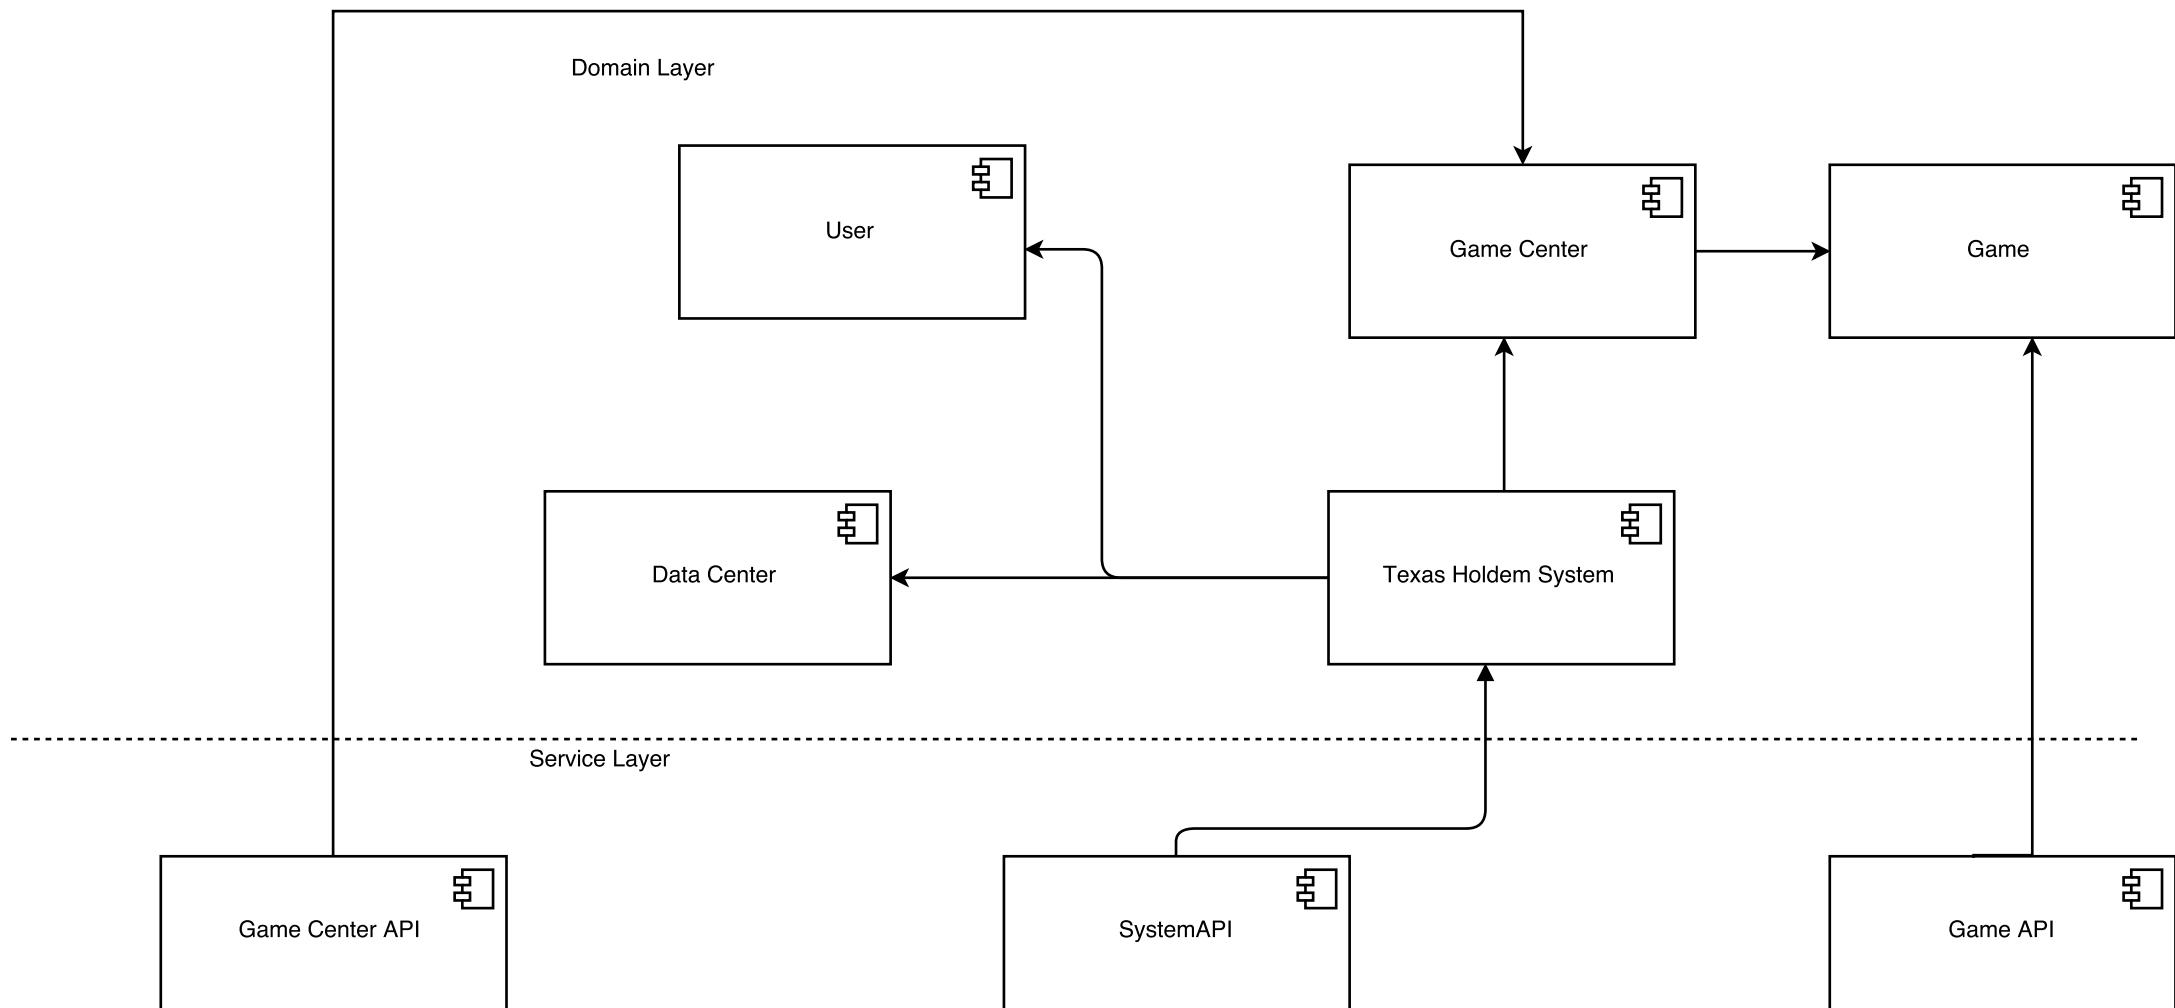 Domain Layer
User
Game Center
Game
Data Center
Texas Holdem System
Service Layer
Game Center API
SystemAPI
Game API